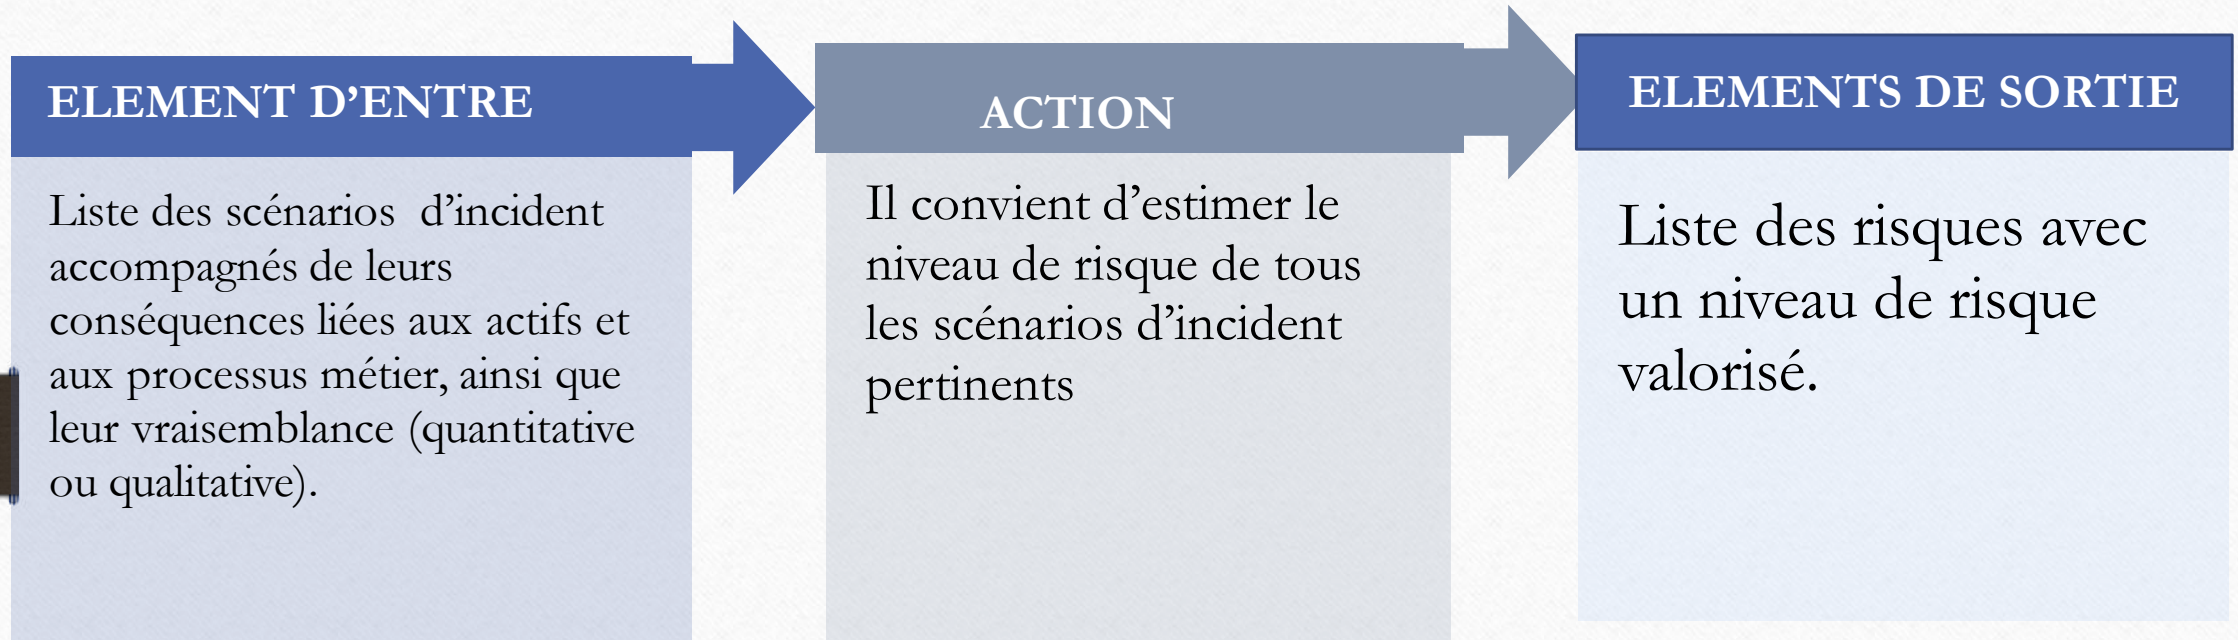 ELEMENT D’ENTRE
Liste des scénarios  d’incident
accompagnés de leurs
conséquences liées aux actifs et
aux processus métier, ainsi que
leur vraisemblance (quantitative
ou qualitative).
ACTION
Il convient d’estimer le
niveau de risque de tous
les scénarios d’incident
pertinents
ELEMENTS DE SORTIE
Liste des risques avec
un niveau de risque
valorisé.